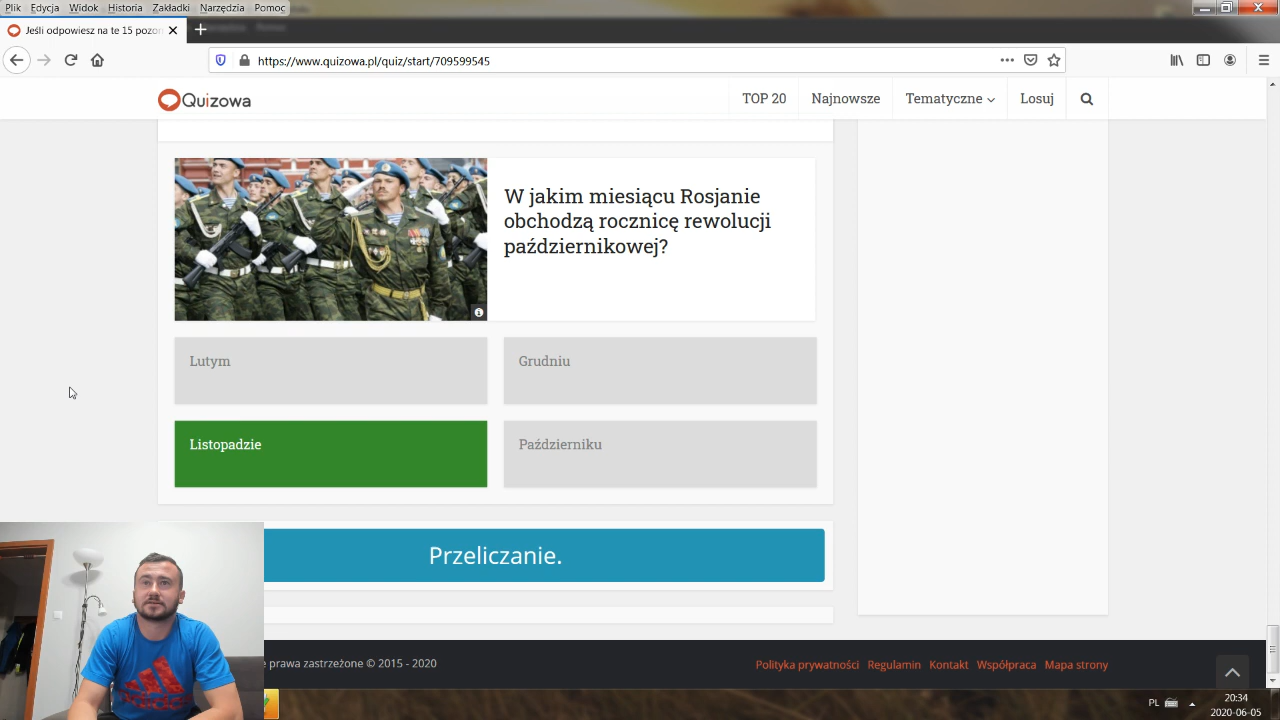 Plik Edycja Widok Historia Zakładki Narzędzia Pomoc
Jeśli odpowiesz na te 15 pozor
https://www.quizowa.pl/quiz/start/709599545
Quizowa
TOP 20 Najnowsze Tematyczne Losuj
W jakim miesiącu Rosjanie
obchodzą rocznicę rewolucji
październikowej?
Lutym
Grudniu
Listopadzie
Październiku
Przeliczanie.
e prawa zastrzeżone © 2015 - 2020
Polityka prywatności Regulamin Kontakt Współpraca Mapa strony
PL
20:34
2020-06-05